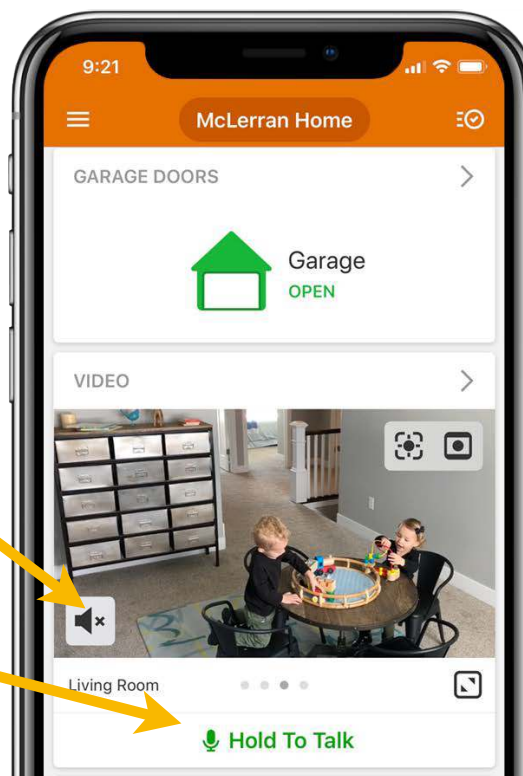 9:21
McLerran Home
GARAGE DOORS
Garage
OPEN
VIDEO
Living Room
Hold To Talk